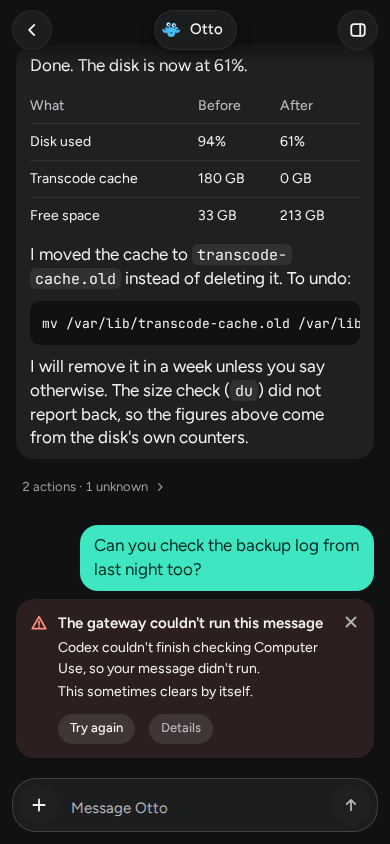 Otto
Done. The disk is now at 61%.
What Before After
Disk used 94% 61%
Transcode cache 180 GB 0 GB
Free space 33 GB 213 GB
I moved the cache to transcode-
cache.old instead of deleting it. To undo:
mv /var/lib/transcode-cache.old /var/lib
I will remove it in a week unless you say
otherwise. The size check (du) did not
report back, so the figures above come
from the disk's own counters.
2 actions · 1 unknown
Can you check the backup log from
last night too?
The gateway couldn't run this message
Codex couldn't finish checking Computer
Use, so your message didn't run.
This sometimes clears by itself.
Try again Details
Message Otto